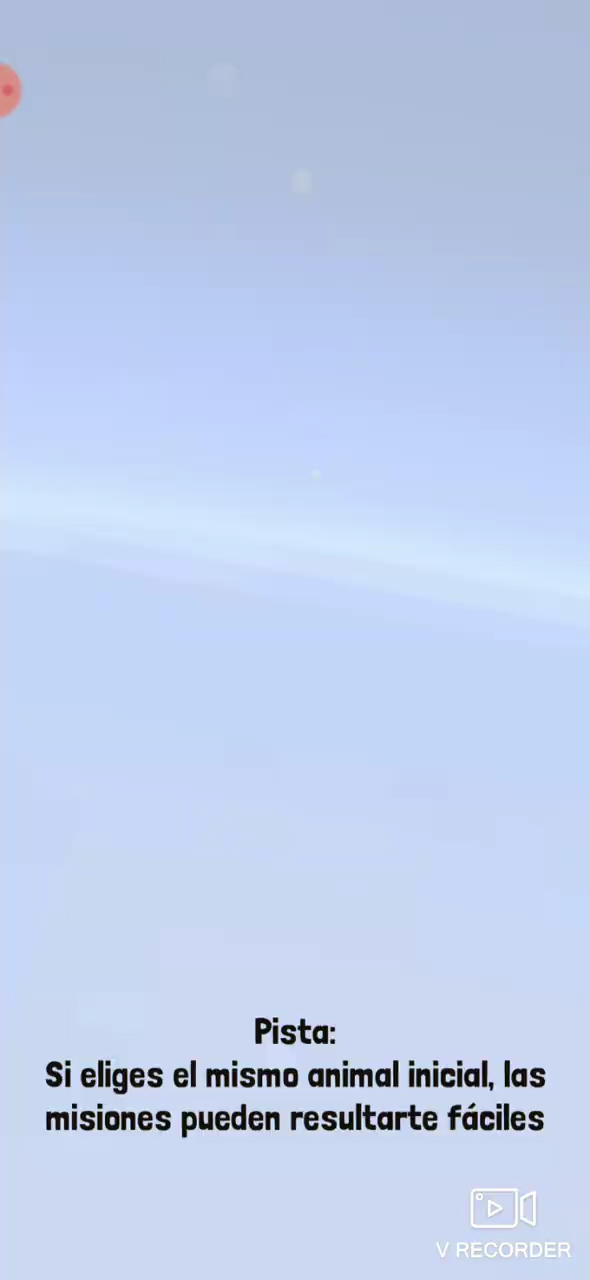 Pista:
Si eliges el mismo animal inicial, las
misiones pueden resultarte fáciles
V RECORDER